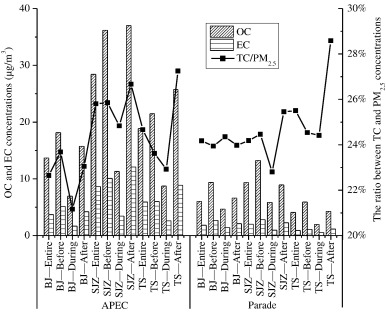 OC and EC concentrations (μg/m³)
40
30
20
10
0
OC
EC
TC/PM2.5
30%
28%
26%
24%
22%
20%
The ratio between TC and PM2.5 concentrations
BJ—Entire
BJ—Before
BJ—During
BJ—After
SJZ—Entire
SJZ—Before
SJZ—During
SJZ—After
TS—Entire
TS—Before
TS—During
TS—After
BJ—Entire
BJ—Before
BJ—During
BJ—After
SJZ—Entire
SJZ—Before
SJZ—During
SJZ—After
TS—Entire
TS—Before
TS—During
TS—After
APEC
Parade